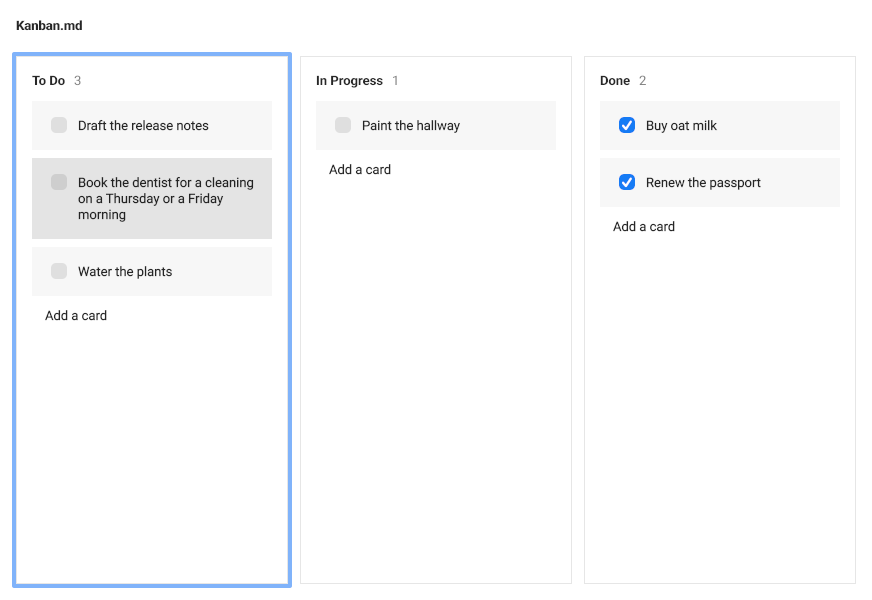 Kanban.md
To Do 3
Draft the release notes
Book the dentist for a cleaning
on a Thursday or a Friday
morning
Water the plants
Add a card
In Progress 1
Paint the hallway
Add a card
Done 2
Buy oat milk
Renew the passport
Add a card